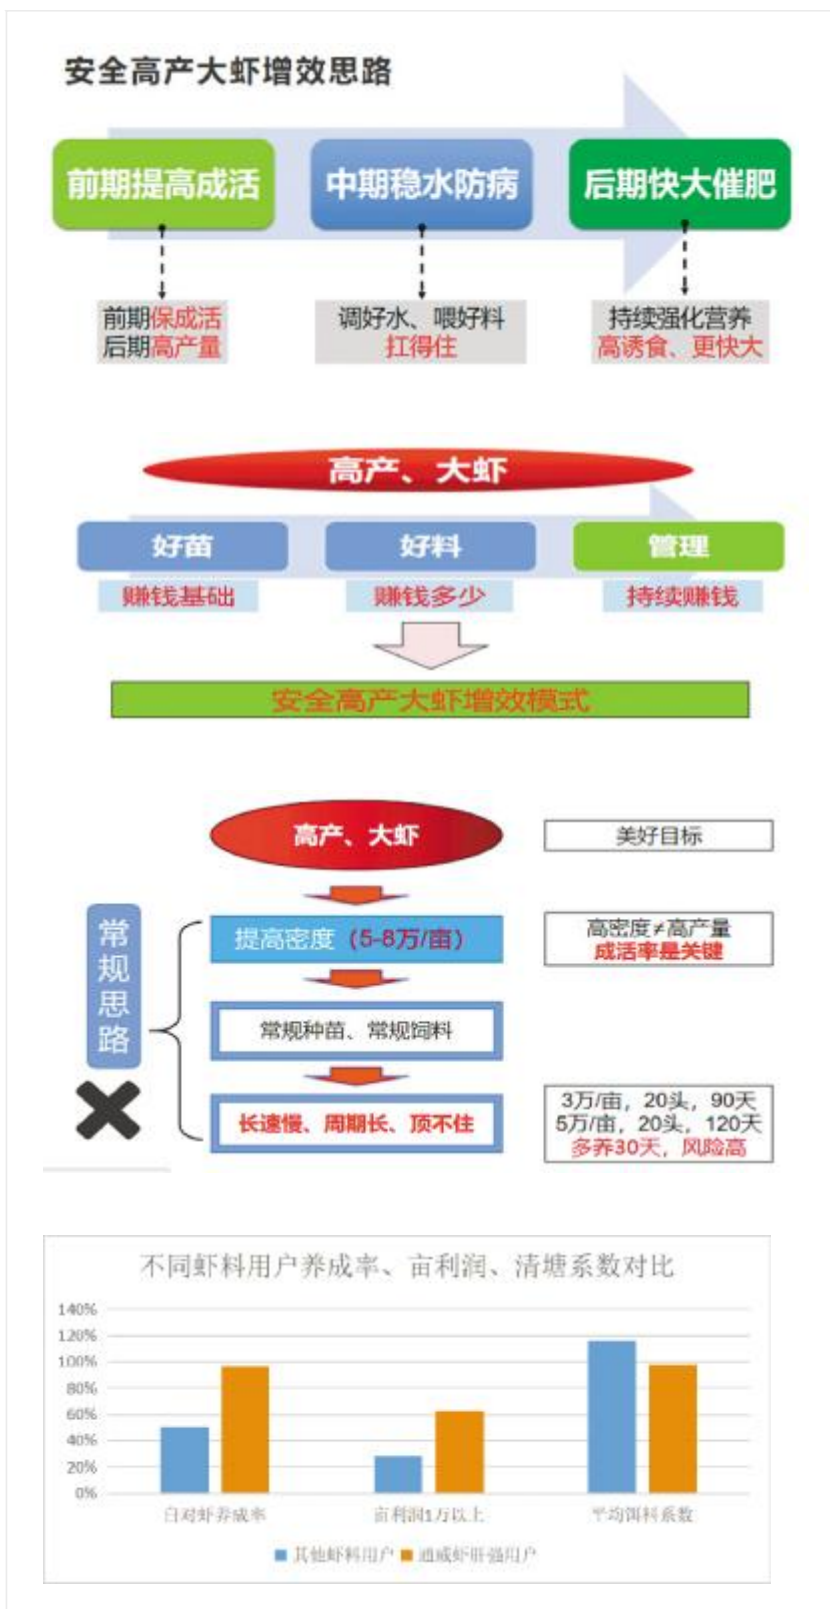 安全高产大虾增效思路
前期提高成活
中期稳水防病
后期快大催肥
前期保成活
后期高产量
调好水、喂好料
扛得住
持续强化营养
高诱食、更快大
高产、大虾
好苗
好料
管理
赚钱基础
赚钱多少
持续赚钱
安全高产大虾增效模式
高产、大虾
美好目标
常规思路
提高密度（5-8万/亩）
高密度≠高产量
成活率是关键
常规种苗、常规饲料
长速慢、周期长、顶不住
3万/亩，20头，90天
5万/亩，20头，120天
多养30天，风险高
不同虾料用户养成率、亩利润、清塘系数对比
140%
120%
100%
80%
60%
40%
20%
0%
白对虾养成率
亩利润1万以上
平均饵料系数
其他虾料用户
通威虾肝强用户